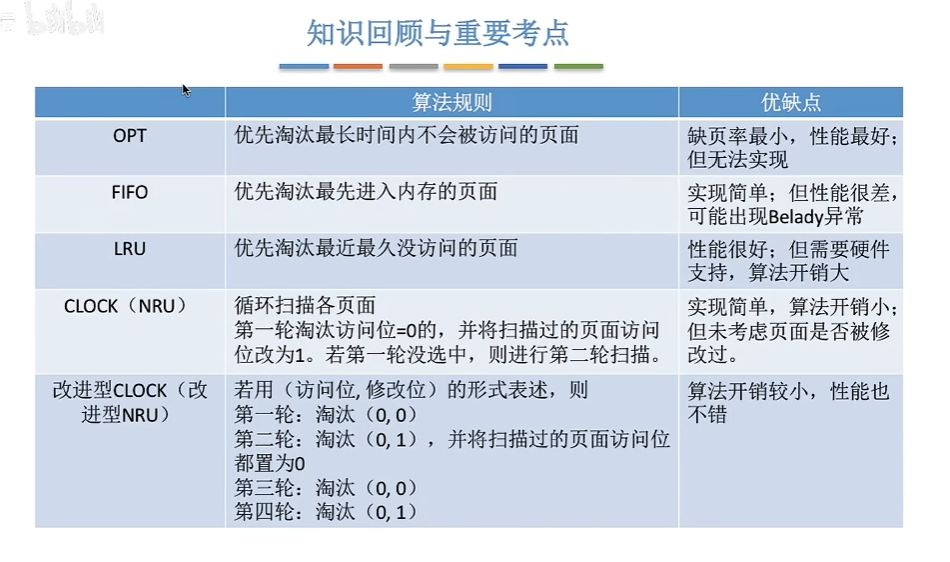 bilibili
知识回顾与重要考点
算法规则
优缺点
OPT
优先淘汰最长时间内不会被访问的页面
缺页率最小，性能最好；
但无法实现
FIFO
优先淘汰最先进入内存的页面
实现简单；但性能很差，
可能出现Belady异常
LRU
优先淘汰最近最久没访问的页面
性能很好；但需要硬件
支持，算法开销大
CLOCK（NRU）
循环扫描各页面
第一轮淘汰访问位=0的，并将扫描过的页面访问
位改为1。若第一轮没选中，则进行第二轮扫描。
实现简单，算法开销小；
但未考虑页面是否被修
改过。
改进型CLOCK（改
进型NRU）
若用（访问位, 修改位）的形式表述，则
第一轮：淘汰（0, 0）
第二轮：淘汰（0, 1），并将扫描过的页面访问位
都置为0
第三轮：淘汰（0, 0）
第四轮：淘汰（0, 1）
算法开销较小，性能也
不错